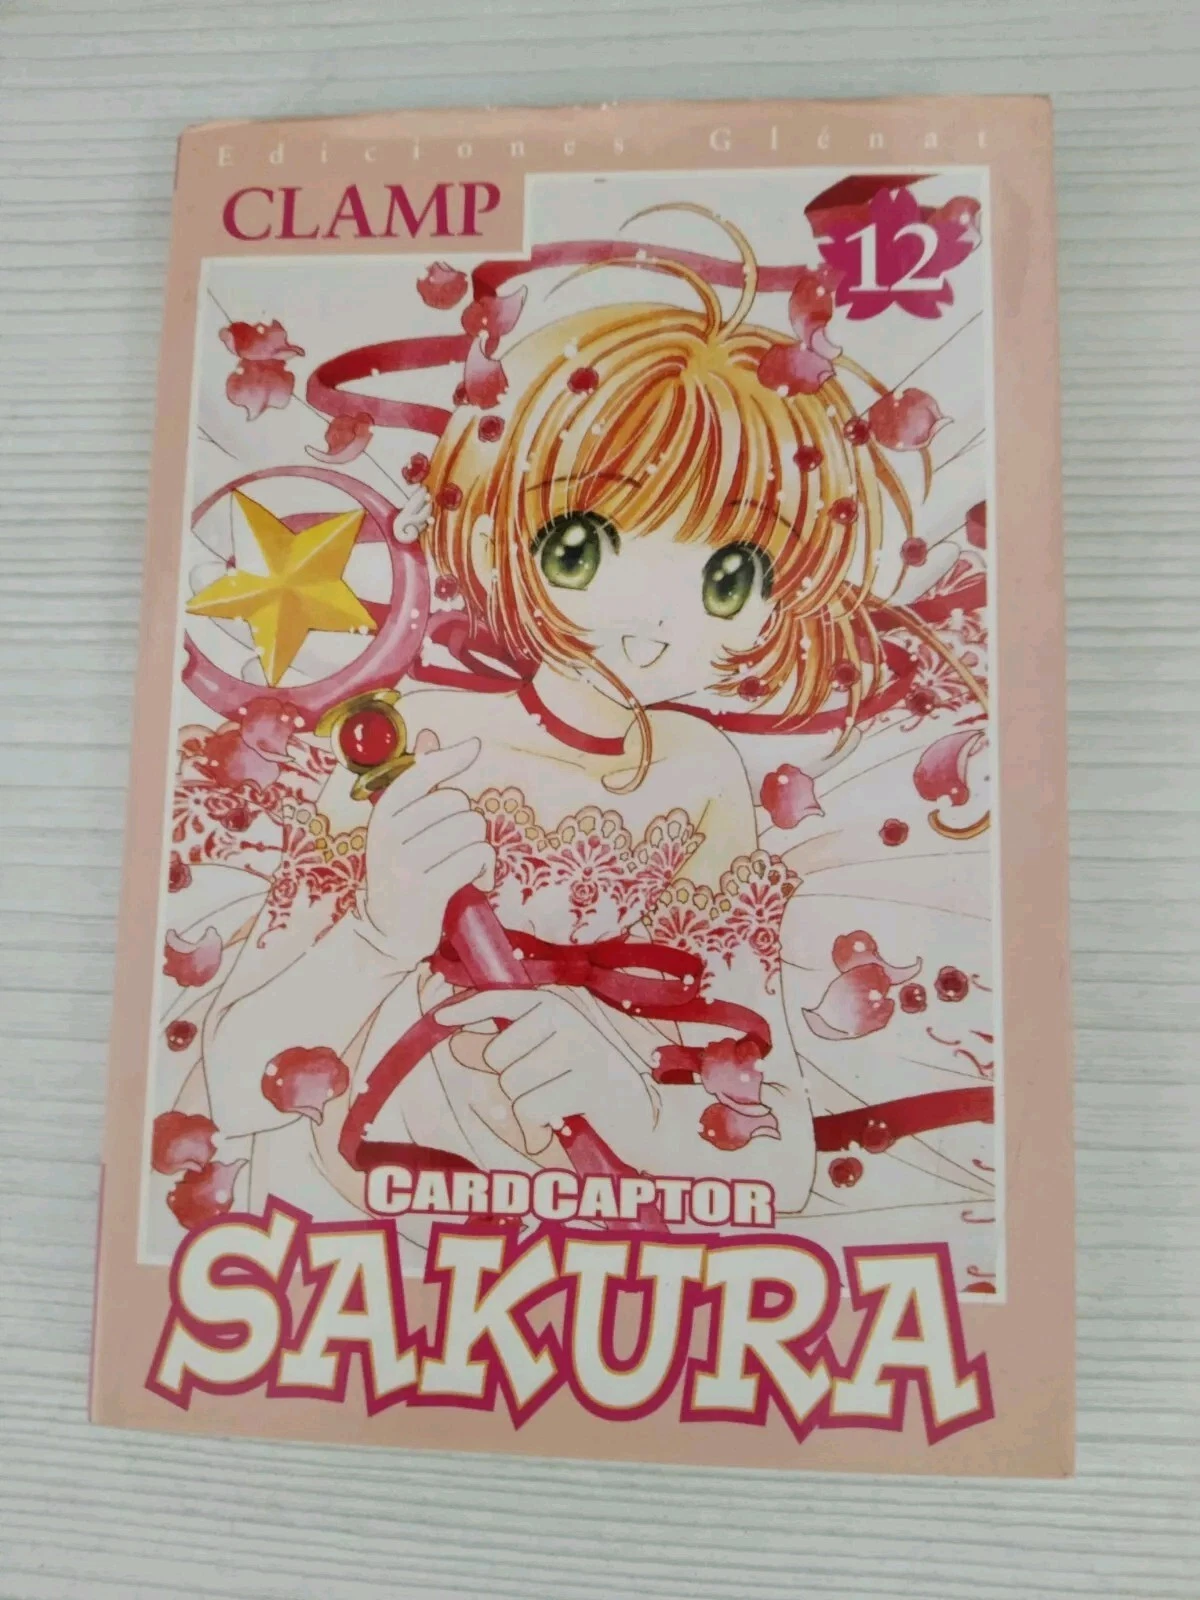 Ediciones Glénat
CLAMP
12
CARDCAPTOR
SAKURA